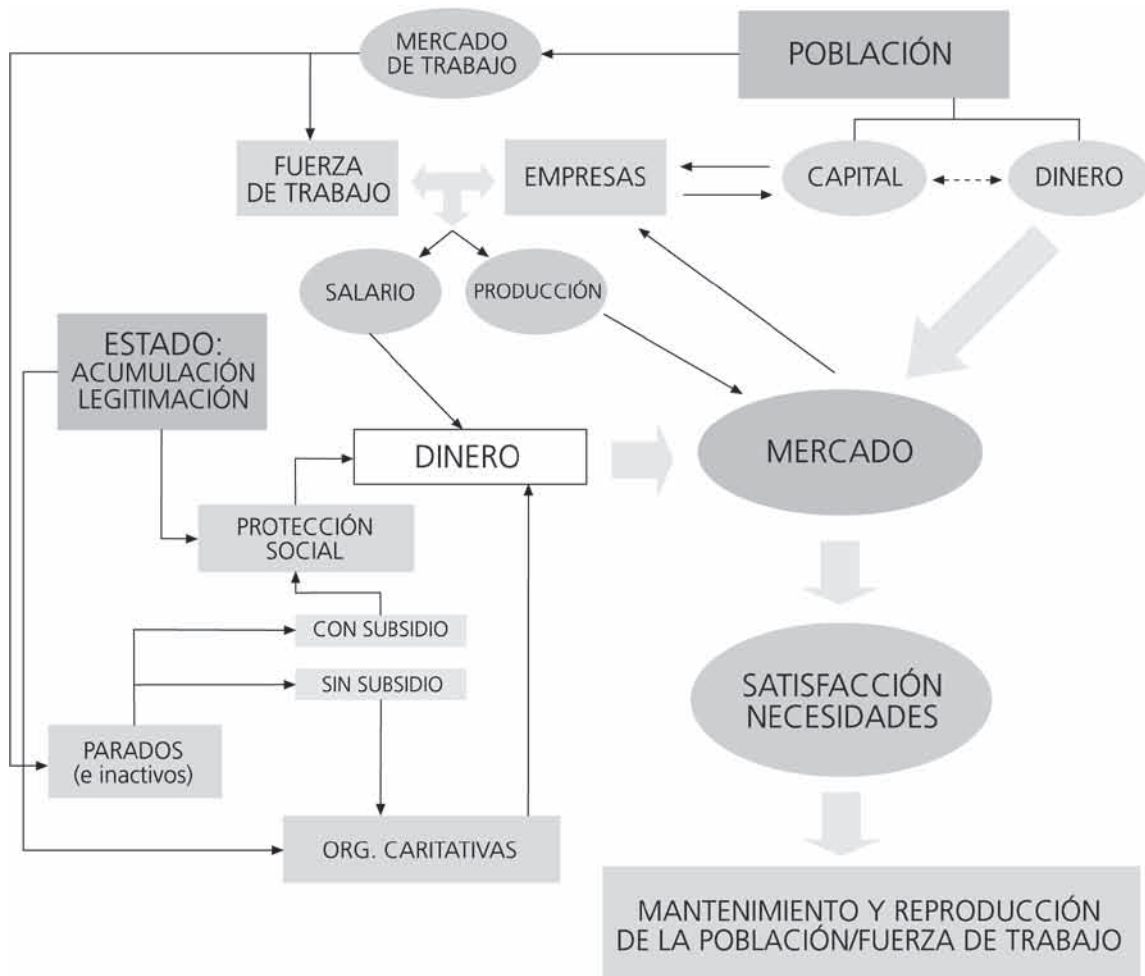 MERCADO
DE TRABAJO
POBLACIÓN
FUERZA
DE TRABAJO
EMPRESAS
CAPITAL
DINERO
SALARIO
PRODUCCIÓN
ESTADO:
ACUMULACIÓN
LEGITIMACIÓN
DINERO
MERCADO
PROTECCIÓN
SOCIAL
CON SUBSIDIO
SIN SUBSIDIO
SATISFACCIÓN
NECESIDADES
PARADOS
(e inactivos)
ORG. CARITATIVAS
MANTENIMIENTO Y REPRODUCCIÓN
DE LA POBLACIÓN/FUERZA DE TRABAJO